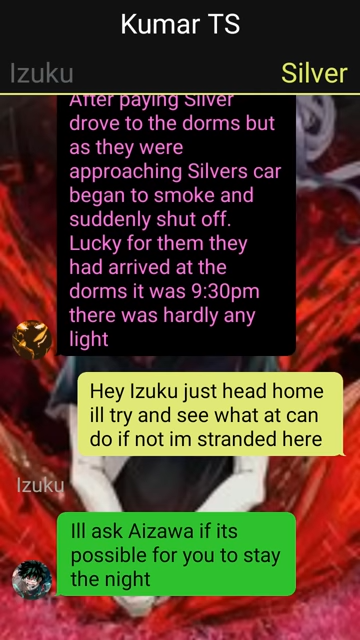 Kumar TS
Izuku Silver
After paying Silver
drove to the dorms but
as they were
approaching Silvers car
began to smoke and
suddenly shut off.
Lucky for them they
had arrived at the
dorms it was 9:30pm
there was hardly any
light
Hey Izuku just head home
ill try and see what at can
do if not im stranded here
Izuku
Ill ask Aizawa if its
possible for you to stay
the night